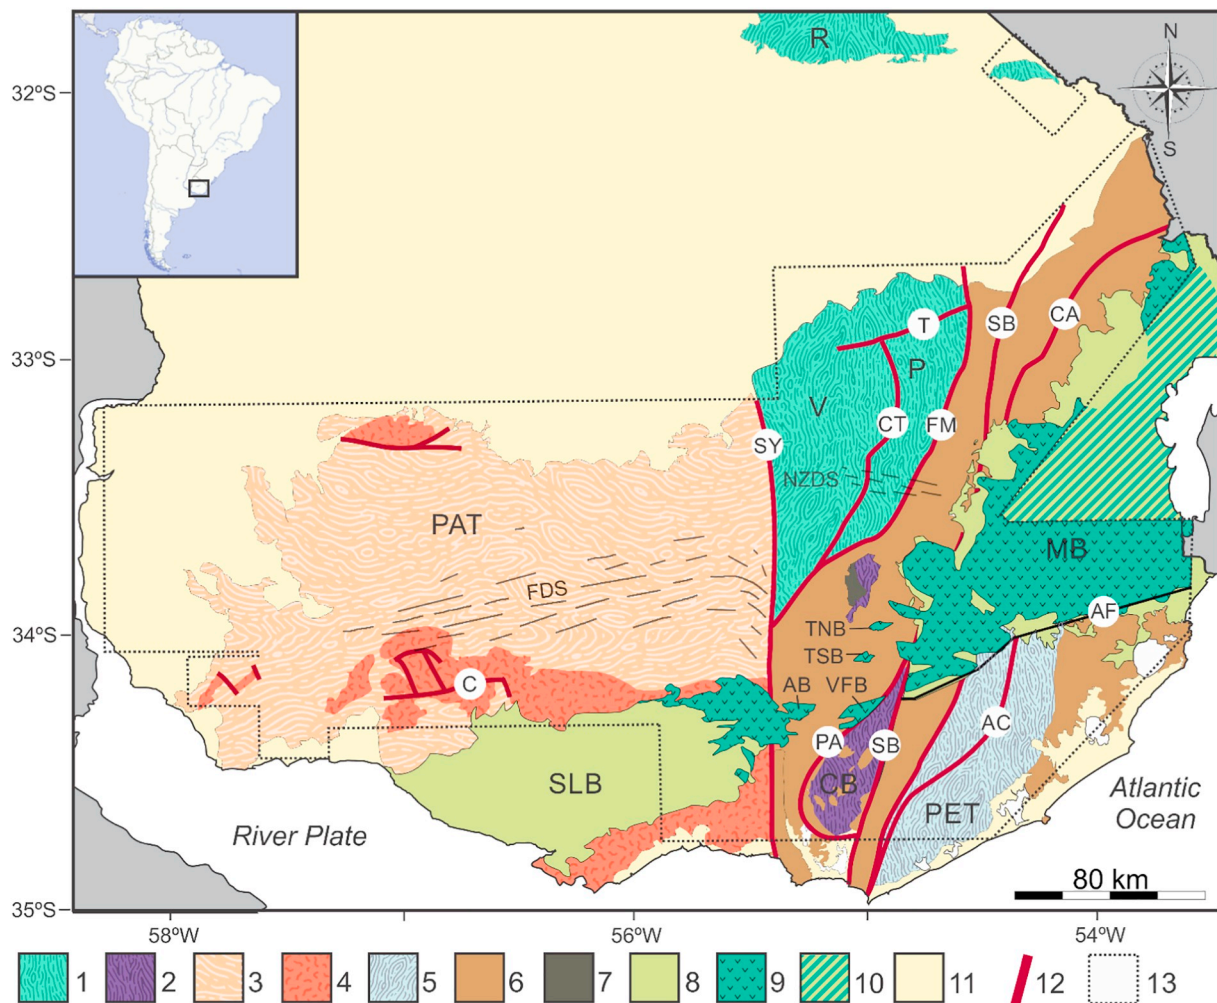 R
N
S
32°S
33°S
34°S
35°S
T
SB
CA
P
V
CT
FM
SY
NZDS
PAT
FDS
MB
AF
TNB
TSB
AB
VFB
C
AC
PA
SB
CB
SLB
PET
River Plate
Atlantic
Ocean
80 km
58°W
56°W
54°W
1
2
3
4
5
6
7
8
9
10
11
12
13